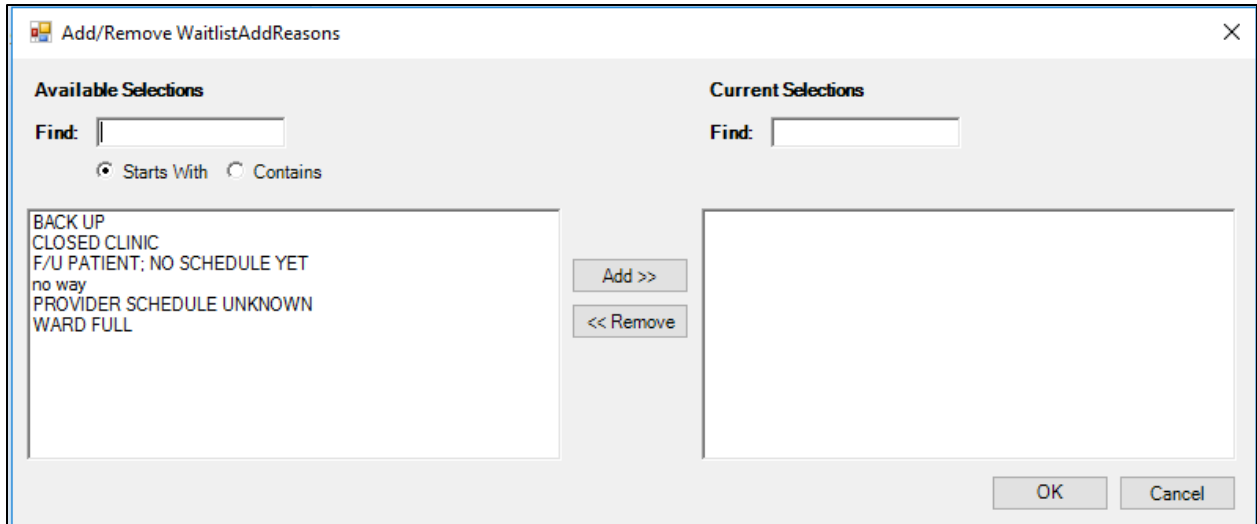 Add/Remove WaitlistAddReasons
Available Selections
Current Selections
Find:
Find:
Starts With
Contains
BACK UP
CLOSED CLINIC
F/U PATIENT; NO SCHEDULE YET
no way
PROVIDER SCHEDULE UNKNOWN
WARD FULL
Add >>
<< Remove
OK
Cancel